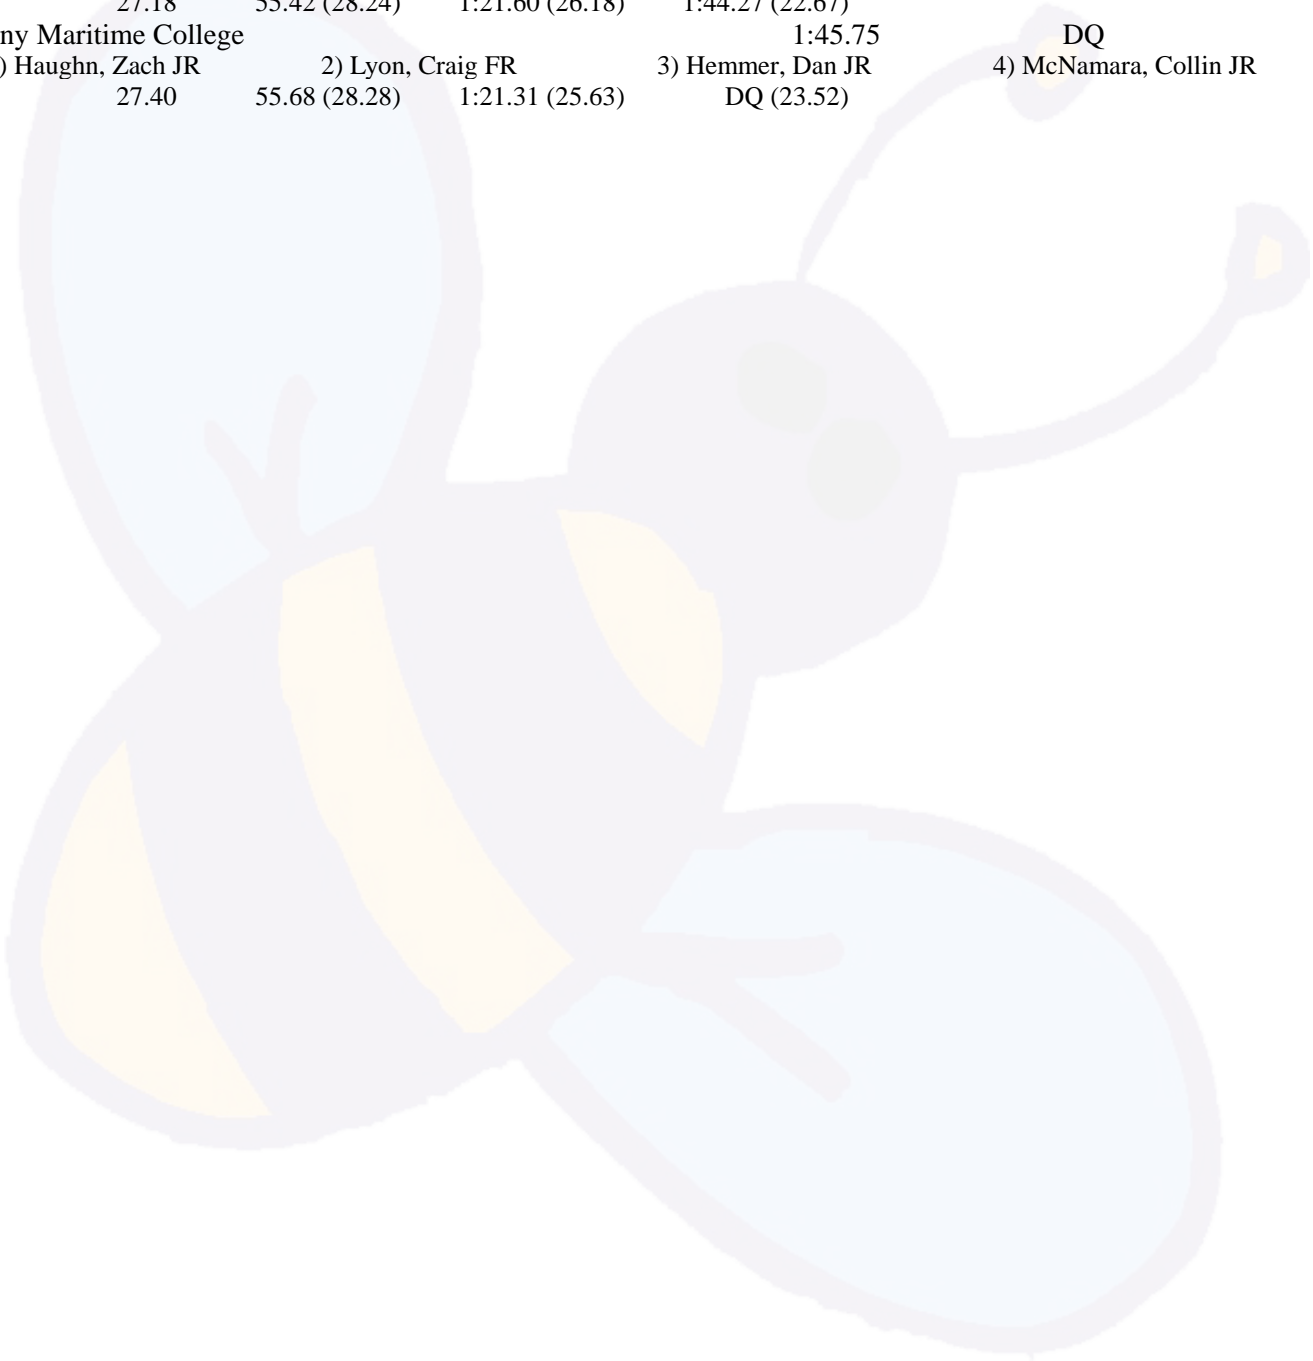 27.18 55.42 (28.24) 1:21.60 (26.18) 1:44.27 (22.67)
ny Maritime College 1:45.75 DQ
) Haughn, Zach JR 2) Lyon, Craig FR 3) Hemmer, Dan JR 4) McNamara, Collin JR
27.40 55.68 (28.28) 1:21.31 (25.63) DQ (23.52)